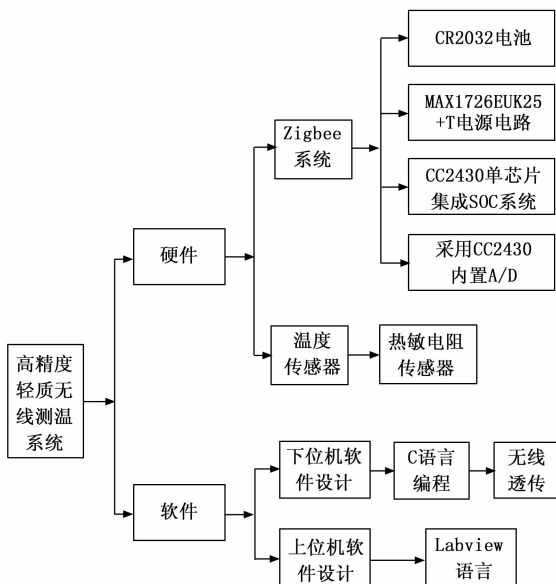 CR2032电池
MAX1726EUK25
+T电源电路
Zigbee
系统
CC2430单芯片
集成SOC系统
采用CC2430
内置A/D
硬件
温度
传感器
热敏电阻
传感器
高精度
轻质无
线测温
系统
下位机软
件设计
C语言
编程
无线
透传
软件
上位机软
件设计
Labview
语言